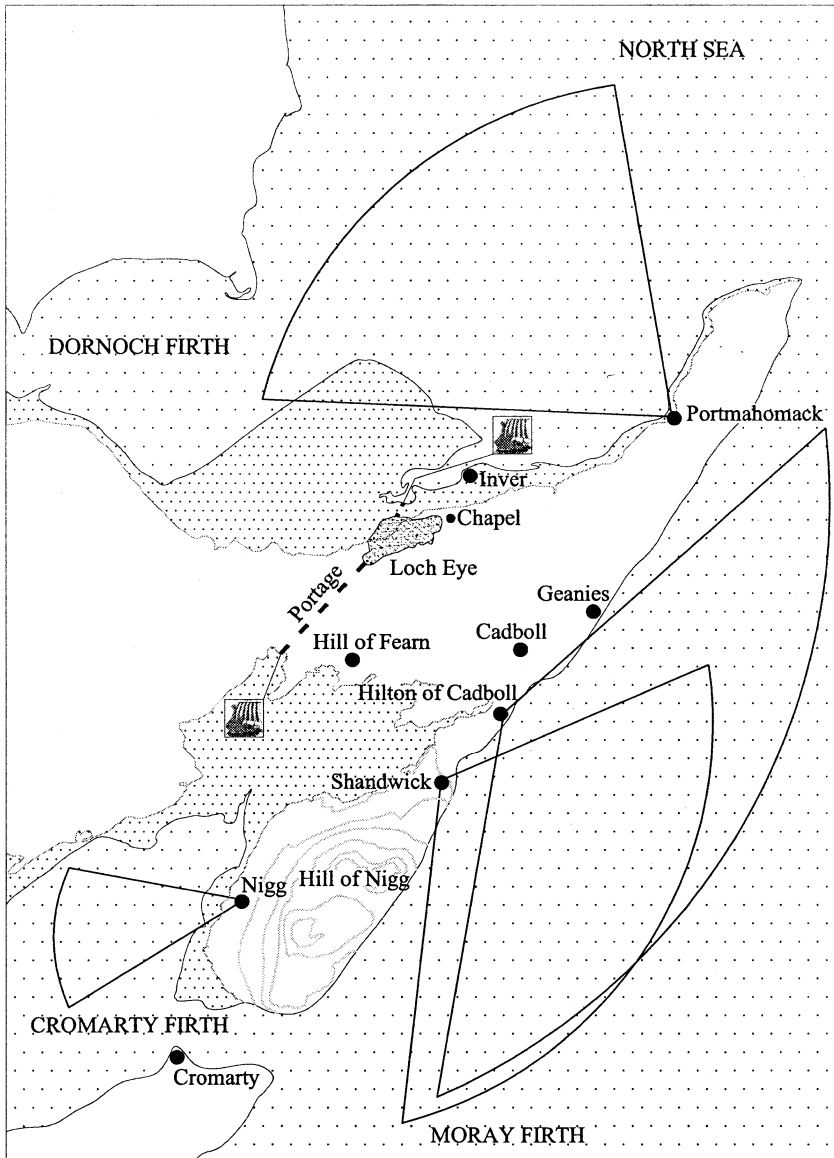 NORTH SEA
DORNOCH FIRTH
Portmahomack
Inver
Chapel
Loch Eye
Portage
Geanies
Cadboll
Hill of Fearn
Hilton of Cadboll
Shandwick
Hill of Nigg
Nigg
CROMARTY FIRTH
Cromarty
MORAY FIRTH